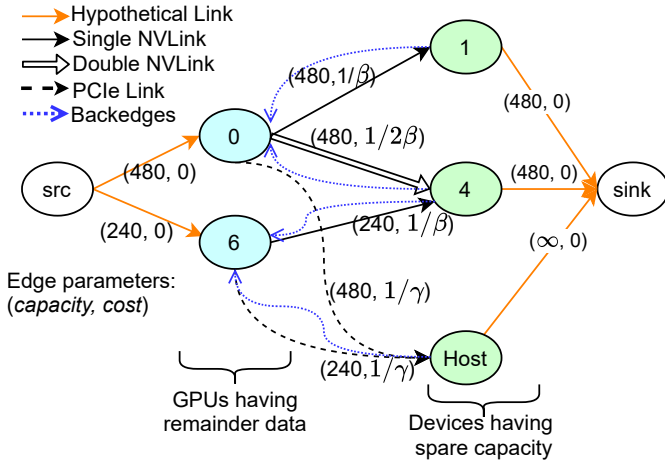 Hypothetical Link
Single NVLink
Double NVLink
PCIe Link
Backedges
1
(480,1/β)
(480, 0)
0
(480, 1/2β)
(480, 0)
src
4
(480, 0)
sink
(240, 0)
6
(240, 1/β)
(∞, 0)
Edge parameters:
(capacity, cost)
(480, 1/γ)
Host
(240,1/γ)
GPUs having
remainder data
Devices having
spare capacity